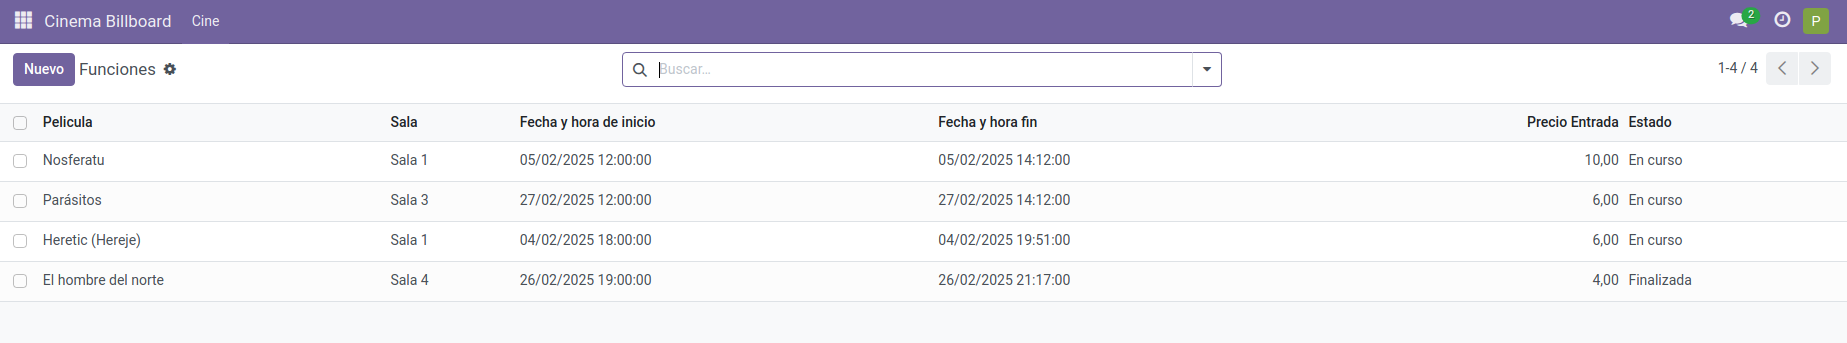 Cinema Billboard Cine 2 P
Nuevo Funciones Buscar... 1-4 / 4
Pelicula Sala Fecha y hora de inicio Fecha y hora fin Precio Entrada Estado
Nosferatu Sala 1 05/02/2025 12:00:00 05/02/2025 14:12:00 10,00 En curso
Parásitos Sala 3 27/02/2025 12:00:00 27/02/2025 14:12:00 6,00 En curso
Heretic (Hereje) Sala 1 04/02/2025 18:00:00 04/02/2025 19:51:00 6,00 En curso
El hombre del norte Sala 4 26/02/2025 19:00:00 26/02/2025 21:17:00 4,00 Finalizada